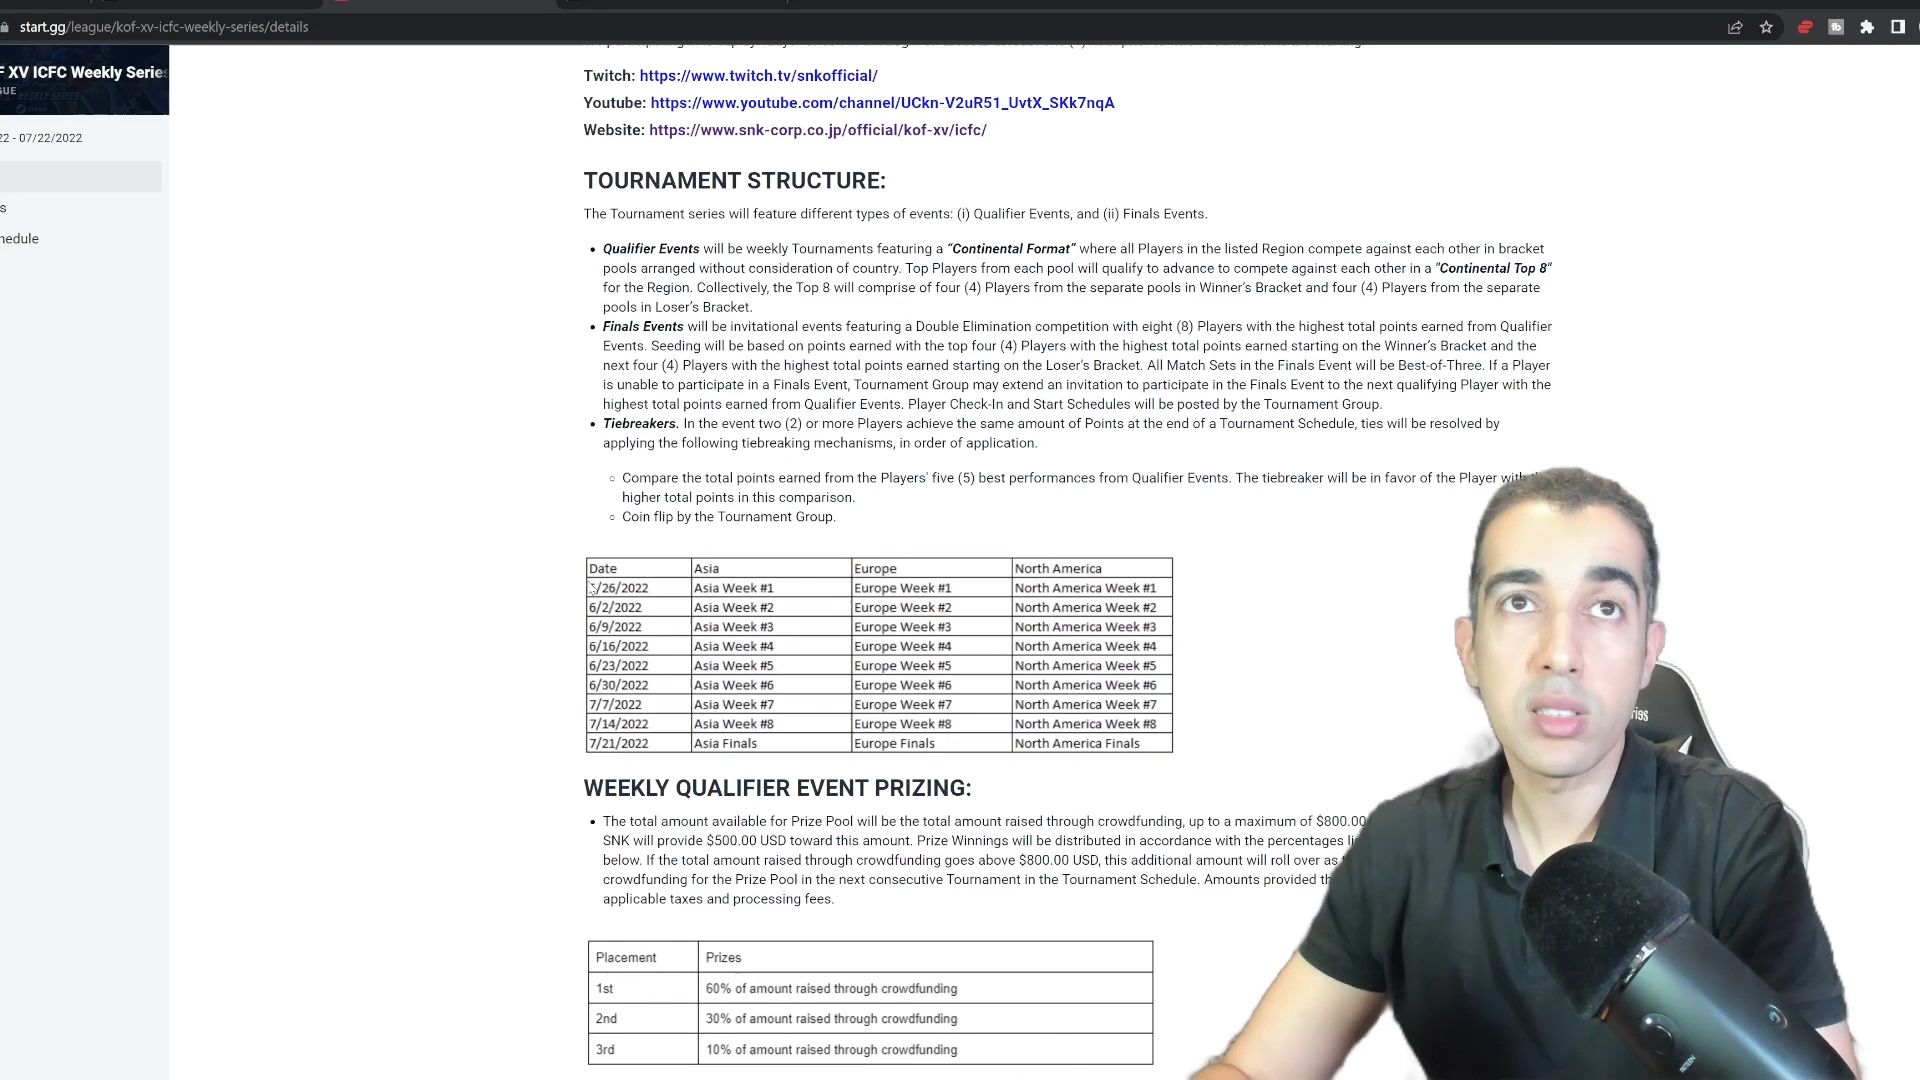 start.gg/league/kof-xv-icfc-weekly-series/details
XV ICFC Weekly Series
22 - 07/22/2022
Twitch: https://www.twitch.tv/snkofficial/
Youtube: https://www.youtube.com/channel/UCkn-V2uR51_UvtX_SKk7nqA
Website: https://www.snk-corp.co.jp/official/kof-xv/icfc/
TOURNAMENT STRUCTURE:
The Tournament series will feature different types of events: (i) Qualifier Events, and (ii) Finals Events.
Qualifier Events will be weekly Tournaments featuring a “Continental Format” where all Players in the listed Region compete against each other in bracket
pools arranged without consideration of country. Top Players from each pool will qualify to advance to compete against each other in a "Continental Top 8"
for the Region. Collectively, the Top 8 will comprise of four (4) Players from the separate pools in Winner’s Bracket and four (4) Players from the separate
pools in Loser’s Bracket.
Finals Events will be invitational events featuring a Double Elimination competition with eight (8) Players with the highest total points earned from Qualifier
Events. Seeding will be based on points earned with the top four (4) Players with the highest total points earned starting on the Winner’s Bracket and the
next four (4) Players with the highest total points earned starting on the Loser’s Bracket. All Match Sets in the Finals Event will be Best-of-Three. If a Player
is unable to participate in a Finals Event, Tournament Group may extend an invitation to participate in the Finals Event to the next qualifying Player with the
highest total points earned from Qualifier Events. Player Check-In and Start Schedules will be posted by the Tournament Group.
Tiebreakers. In the event two (2) or more Players achieve the same amount of Points at the end of a Tournament Schedule, ties will be resolved by
applying the following tiebreaking mechanisms, in order of application.
Compare the total points earned from the Players' five (5) best performances from Qualifier Events. The tiebreaker will be in favor of the Player with
higher total points in this comparison.
Coin flip by the Tournament Group.
Date Asia Europe North America
/26/2022 Asia Week #1 Europe Week #1 North America Week #1
6/2/2022 Asia Week #2 Europe Week #2 North America Week #2
6/9/2022 Asia Week #3 Europe Week #3 North America Week #3
6/16/2022 Asia Week #4 Europe Week #4 North America Week #4
6/23/2022 Asia Week #5 Europe Week #5 North America Week #5
6/30/2022 Asia Week #6 Europe Week #6 North America Week #6
7/7/2022 Asia Week #7 Europe Week #7 North America Week #7
7/14/2022 Asia Week #8 Europe Week #8 North America Week #8
7/21/2022 Asia Finals Europe Finals North America Finals
WEEKLY QUALIFIER EVENT PRIZING:
The total amount available for Prize Pool will be the total amount raised through crowdfunding, up to a maximum of $800.00
SNK will provide $500.00 USD toward this amount. Prize Winnings will be distributed in accordance with the percentages
below. If the total amount raised through crowdfunding goes above $800.00 USD, this additional amount will roll over as
crowdfunding for the Prize Pool in the next consecutive Tournament in the Tournament Schedule. Amounts provided
applicable taxes and processing fees.
Placement Prizes
1st 60% of amount raised through crowdfunding
2nd 30% of amount raised through crowdfunding
3rd 10% of amount raised through crowdfunding